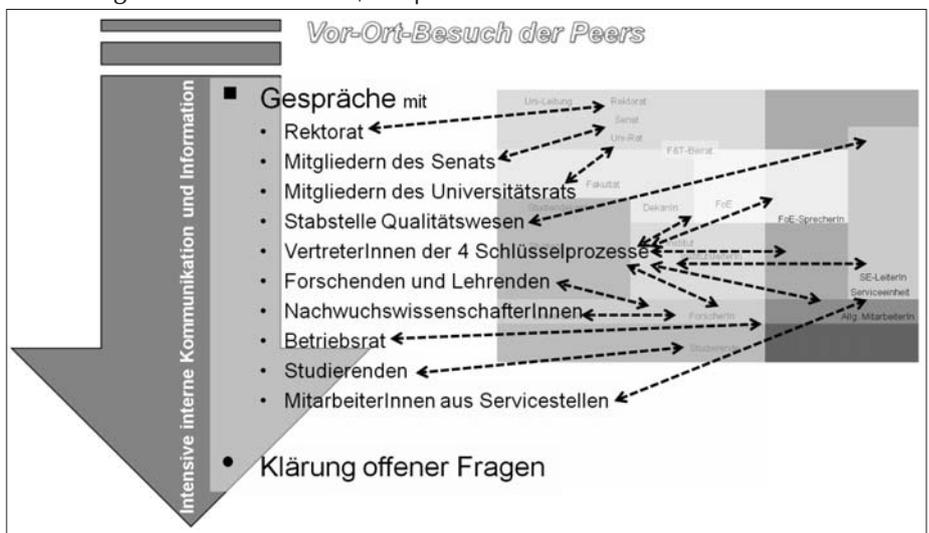 Vor-Ort-Besuch der Peers
Intensive interne Kommunikation und Information
■ Gespräche mit
• Rektorat
• Mitgliedern des Senats
• Mitgliedern des Universitätsrats
• Stabstelle Qualitätswesen
• VertreterInnen der 4 Schlüsselprozesse
• Forschenden und Lehrenden
• NachwuchswissenschafterInnen
• Betriebsrat
• Studierenden
• MitarbeiterInnen aus Servicestellen
• Klärung offener Fragen
Uni-Leitung
Rektorat
Senat
Uni-Rat
F&T-Beirat
Fakultät
Studiendekan
DekanIn
FoE
FoE-SprecherIn
Institut
SE-LeiterIn
Serviceeinheit
ForscherIn
Allg. MitarbeiterIn
Studierende